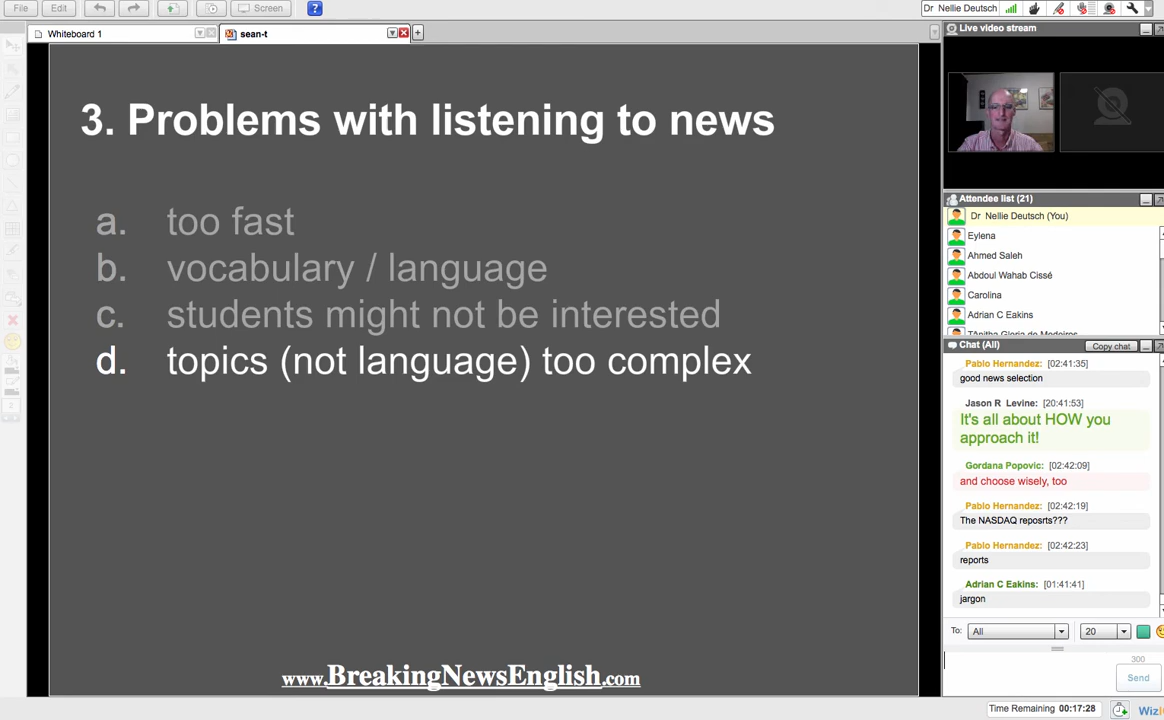 File
Edit
Screen
?
Dr Nellie Deutsch
Whiteboard 1
sean-t
Live video stream
3. Problems with listening to news
a. too fast
b. vocabulary / language
c. students might not be interested
d. topics (not language) too complex
www.BreakingNewsEnglish.com
Attendee list (21)
Dr Nellie Deutsch (You)
Eylena
Ahmed Saleh
Abdoul Wahab Cissé
Carolina
Adrian C Eakins
Chat (All)
Copy chat
Pablo Hernandez: [02:41:35]
good news selection
Jason R Levine: [20:41:53]
It's all about HOW you
approach it!
Gordana Popovic: [02:42:09]
and choose wisely, too
Pablo Hernandez: [02:42:19]
The NASDAQ reposrts???
Pablo Hernandez: [02:42:23]
reports
Adrian C Eakins: [01:41:41]
jargon
To: All 20
300
Send
Time Remaining 00:17:28